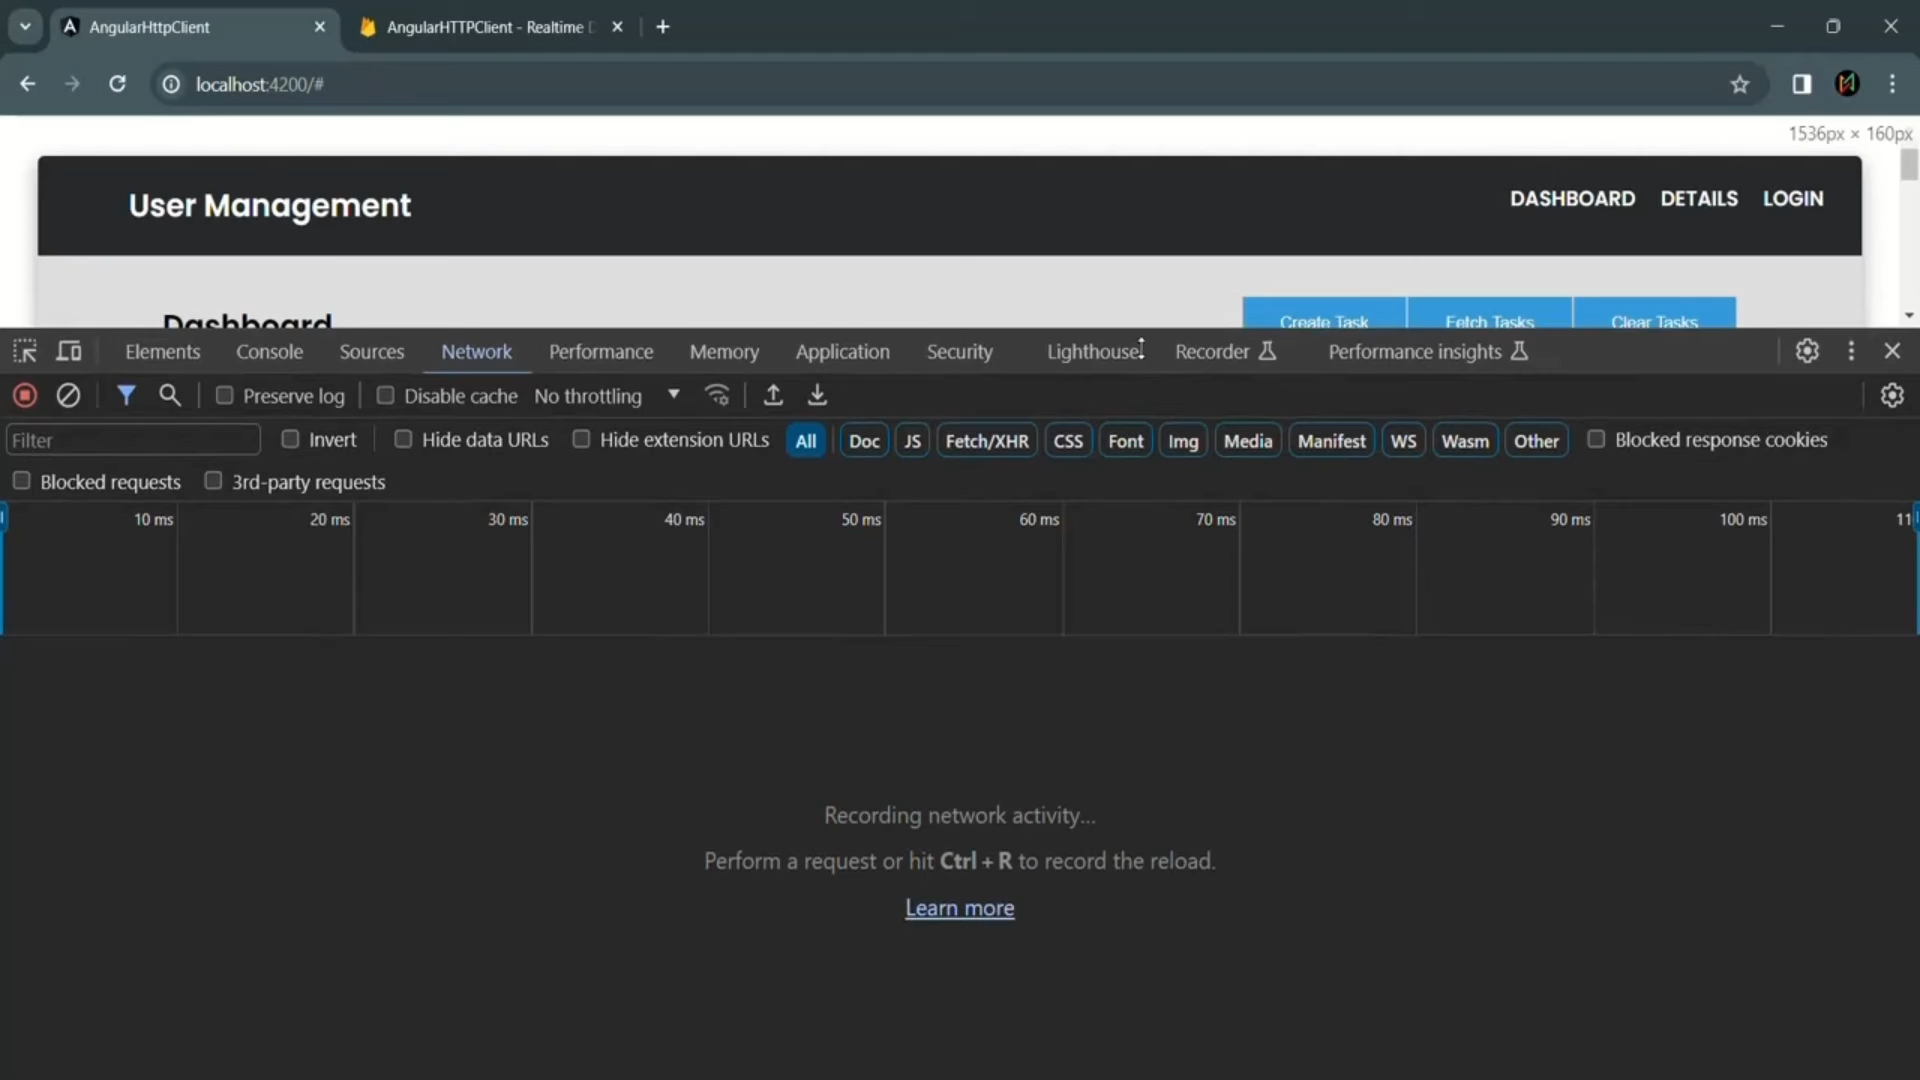 AngularHttpClient
AngularHTTPClient - Realtime
localhost:4200/#
1536px × 160px
User Management
DASHBOARD DETAILS LOGIN
Dashboard
Create Task Fetch Tasks Clear Tasks
Elements Console Sources Network Performance Memory Application Security Lighthouse Recorder Performance insights
Preserve log Disable cache No throttling
Filter Invert Hide data URLs Hide extension URLs All Doc JS Fetch/XHR CSS Font Img Media Manifest WS Wasm Other Blocked response cookies
Blocked requests 3rd-party requests
10 ms 20 ms 30 ms 40 ms 50 ms 60 ms 70 ms 80 ms 90 ms 100 ms 11
Recording network activity...
Perform a request or hit Ctrl + R to record the reload.
Learn more